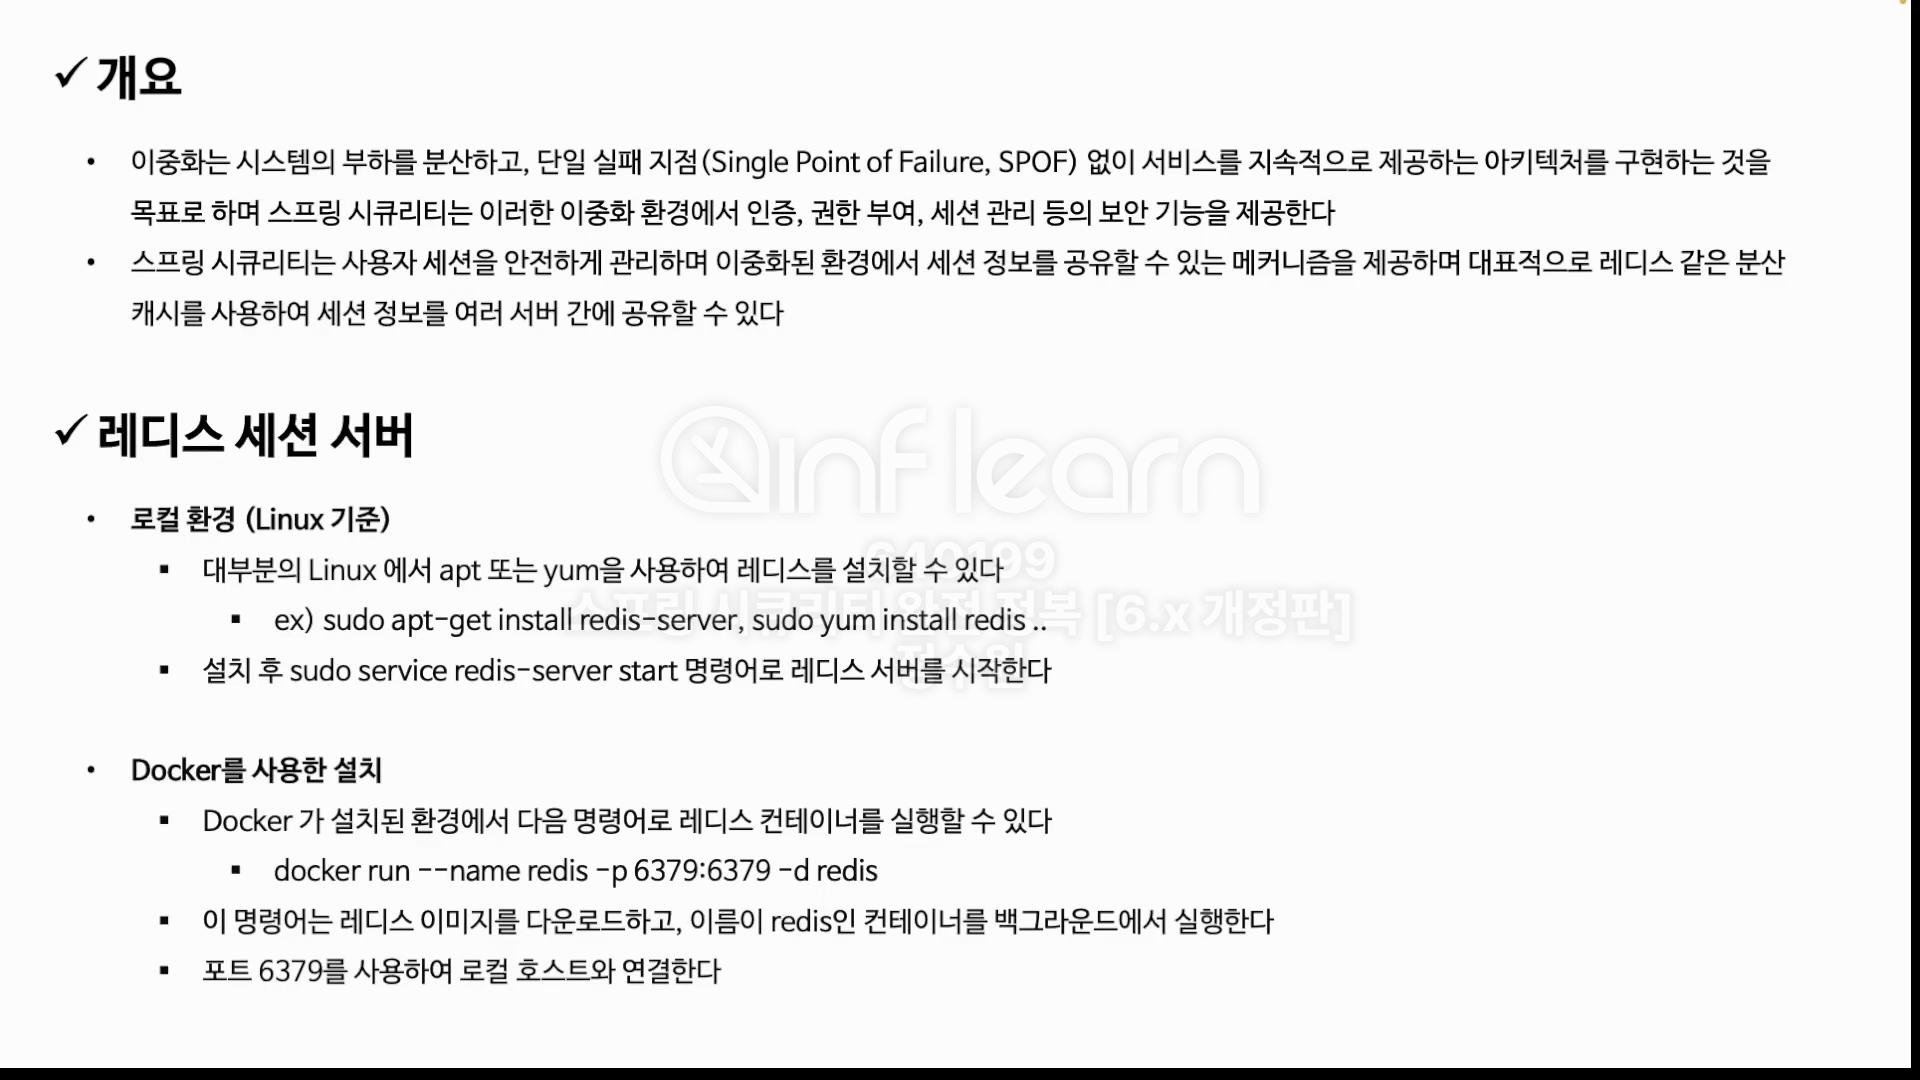 ✓ 개요
• 이중화는 시스템의 부하를 분산하고, 단일 실패 지점(Single Point of Failure, SPOF) 없이 서비스를 지속적으로 제공하는 아키텍처를 구현하는 것을
목표로 하며 스프링 시큐리티는 이러한 이중화 환경에서 인증, 권한 부여, 세션 관리 등의 보안 기능을 제공한다
• 스프링 시큐리티는 사용자 세션을 안전하게 관리하며 이중화된 환경에서 세션 정보를 공유할 수 있는 메커니즘을 제공하며 대표적으로 레디스 같은 분산
캐시를 사용하여 세션 정보를 여러 서버 간에 공유할 수 있다
✓ 레디스 세션 서버
inflearn
• 로컬 환경 (Linux 기준)
640199
▪ 대부분의 Linux 에서 apt 또는 yum을 사용하여 레디스를 설치할 수 있다
스프링 시큐리티 완전 정복 [6.x 개정판]
▪ ex) sudo apt-get install redis-server, sudo yum install redis ..
정수원
▪ 설치 후 sudo service redis-server start 명령어로 레디스 서버를 시작한다
• Docker를 사용한 설치
▪ Docker 가 설치된 환경에서 다음 명령어로 레디스 컨테이너를 실행할 수 있다
▪ docker run --name redis -p 6379:6379 -d redis
▪ 이 명령어는 레디스 이미지를 다운로드하고, 이름이 redis인 컨테이너를 백그라운드에서 실행한다
▪ 포트 6379를 사용하여 로컬 호스트와 연결한다